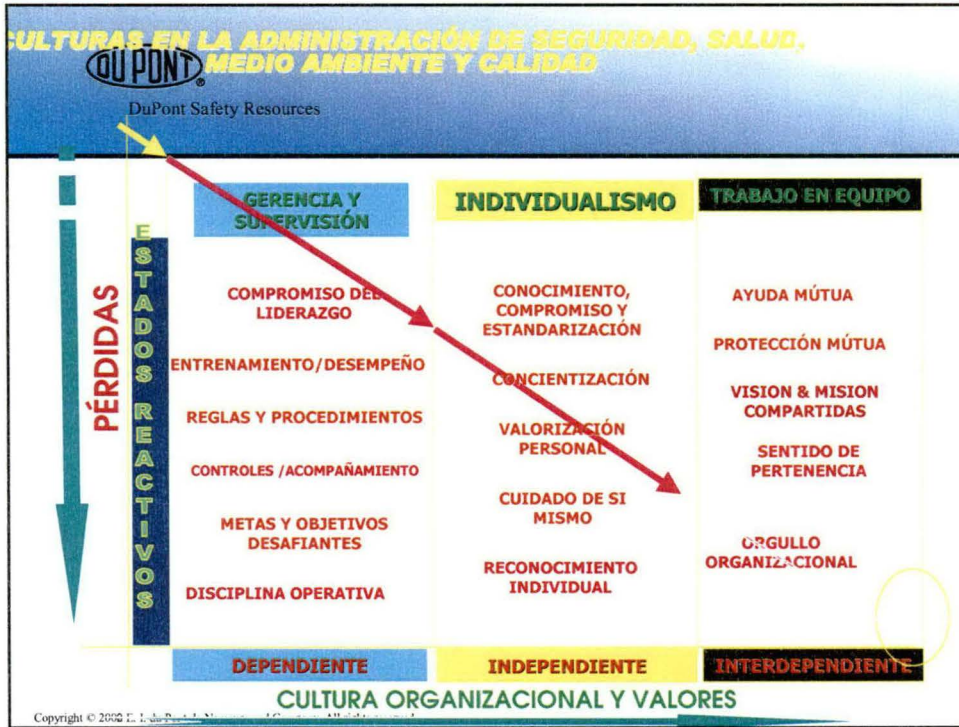 CULTURAS EN LA ADMINISTRACIÓN DE SEGURIDAD, SALUD,
MEDIO AMBIENTE Y CALIDAD
DU PONT®
DuPont Safety Resources
GERENCIA Y
SUPERVISIÓN
INDIVIDUALISMO
TRABAJO EN EQUIPO
PÉRDIDAS
ESTADOS REACTIVOS
COMPROMISO DEL
LIDERAZGO
ENTRENAMIENTO/DESEMPEÑO
REGLAS Y PROCEDIMIENTOS
CONTROLES /ACOMPAÑAMIENTO
METAS Y OBJETIVOS
DESAFIANTES
DISCIPLINA OPERATIVA
CONOCIMIENTO,
COMPROMISO Y
ESTANDARIZACIÓN
CONCIENTIZACIÓN
VALORIZACIÓN
PERSONAL
CUIDADO DE SI
MISMO
RECONOCIMIENTO
INDIVIDUAL
AYUDA MÚTUA
PROTECCIÓN MÚTUA
VISION & MISION
COMPARTIDAS
SENTIDO DE
PERTENENCIA
ORGULLO
ORGANIZACIONAL
DEPENDIENTE
INDEPENDIENTE
INTERDEPENDIENTE
CULTURA ORGANIZACIONAL Y VALORES
Copyright ©